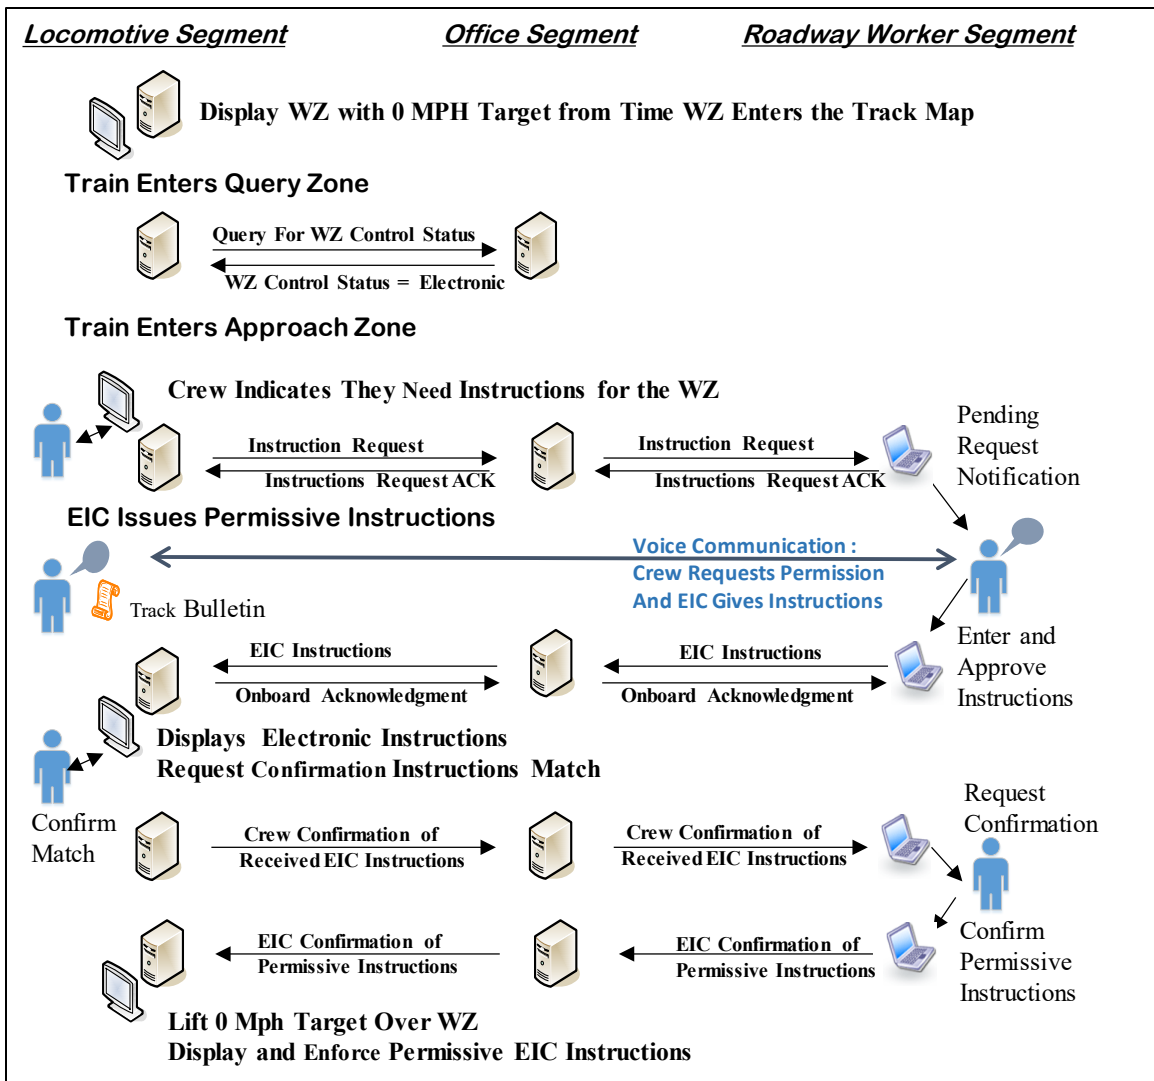 Locomotive Segment
Office Segment
Roadway Worker Segment
Display WZ with 0 MPH Target from Time WZ Enters the Track Map
Train Enters Query Zone
Query For WZ Control Status
WZ Control Status = Electronic
Train Enters Approach Zone
Crew Indicates They Need Instructions for the WZ
Instruction Request
Instructions Request ACK
Instruction Request
Instructions Request ACK
Pending
Request
Notification
EIC Issues Permissive Instructions
Voice Communication :
Crew Requests Permission
And EIC Gives Instructions
Track Bulletin
EIC Instructions
Onboard Acknowledgment
EIC Instructions
Onboard Acknowledgment
Enter and
Approve
Instructions
Displays Electronic Instructions
Request Confirmation Instructions Match
Confirm
Match
Crew Confirmation of
Received EIC Instructions
Crew Confirmation of
Received EIC Instructions
Request
Confirmation
EIC Confirmation of
Permissive Instructions
EIC Confirmation of
Permissive Instructions
Confirm
Permissive
Instructions
Lift 0 Mph Target Over WZ
Display and Enforce Permissive EIC Instructions